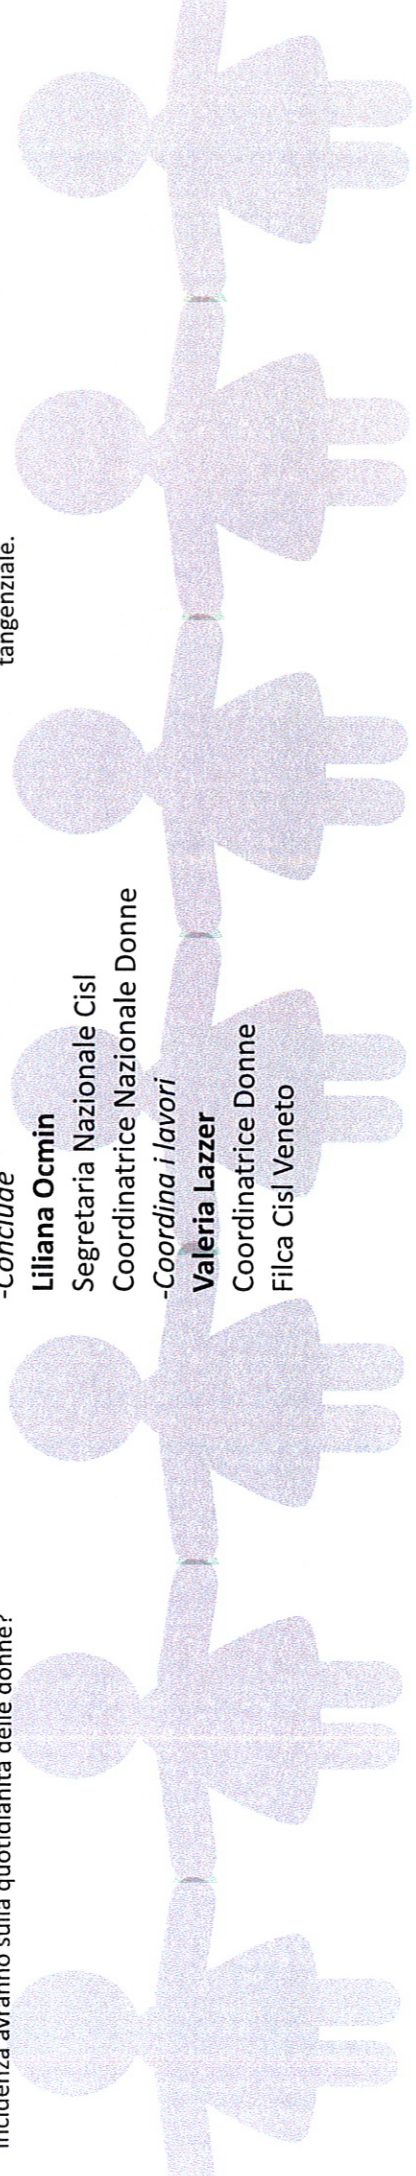 incidenza avranno sulla quotidianità delle donne?
-Conclude
Liliana Ocmin
Segretaria Nazionale Cisl
Coordinatrice Nazionale Donne
-Coordina i lavori
Valeria Lazzer
Coordinatrice Donne
Filca Cisl Veneto
tangenziale.